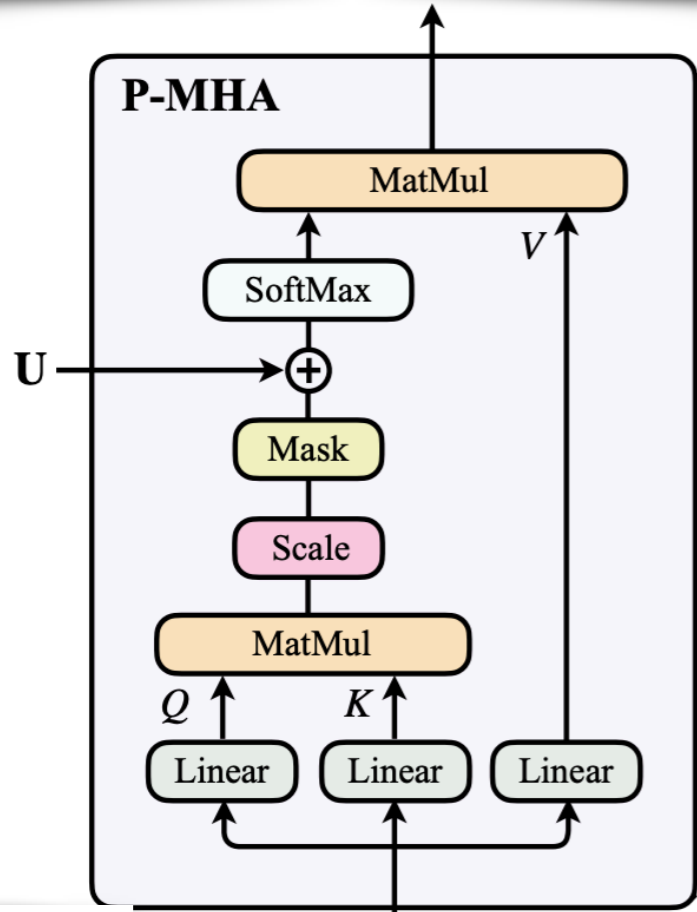 P-MHA
MatMul
V
SoftMax
U
+
Mask
Scale
MatMul
Q K
Linear Linear Linear